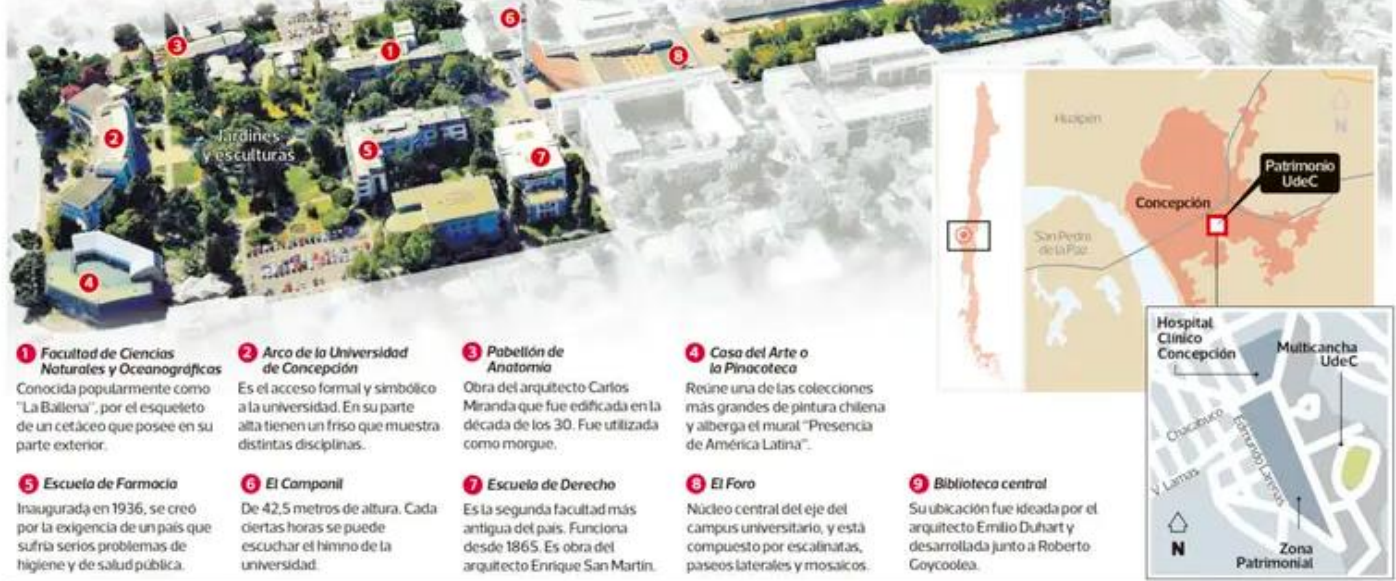 6
3
1
8
2
Jardines
y esculturas
5
7
4
Hualpén
Patrimonio
UdeC
Concepción
San Pedro
de la Paz
N
1 Facultad de Ciencias
Naturales y Oceanográficas
Conocida popularmente como
"La Ballena", por el esqueleto
de un cetáceo que posee en su
parte exterior.
2 Arco de la Universidad
de Concepción
Es el acceso formal y simbólico
a la universidad. En su parte
alta tienen un friso que muestra
distintas disciplinas.
3 Pabellón de
Anatomía
Obra del arquitecto Carlos
Miranda que fue edificada en la
década de los 30. Fue utilizada
como morgue.
4 Casa del Arte o
la Pinacoteca
Reúne una de las colecciones
más grandes de pintura chilena
y alberga el mural "Presencia
de América Latina".
5 Escuela de Farmacia
Inaugurada en 1936, se creó
por la exigencia de un país que
sufría serios problemas de
higiene y de salud pública.
6 El Campanil
De 42,5 metros de altura. Cada
ciertas horas se puede
escuchar el himno de la
universidad.
7 Escuela de Derecho
Es la segunda facultad más
antigua del país. Funciona
desde 1865. Es obra del
arquitecto Enrique San Martín.
8 El Foro
Núcleo central del eje del
campus universitario, y está
compuesto por escalinatas,
paseos laterales y mosaicos.
9 Biblioteca central
Su ubicación fue ideada por el
arquitecto Emilio Duhart y
desarrollada junto a Roberto
Goycoolea.
Hospital
Clínico
Concepción
Multicancha
UdeC
Chacabuco
Edmundo Larenas
V. Lamas
N
Zona
Patrimonial